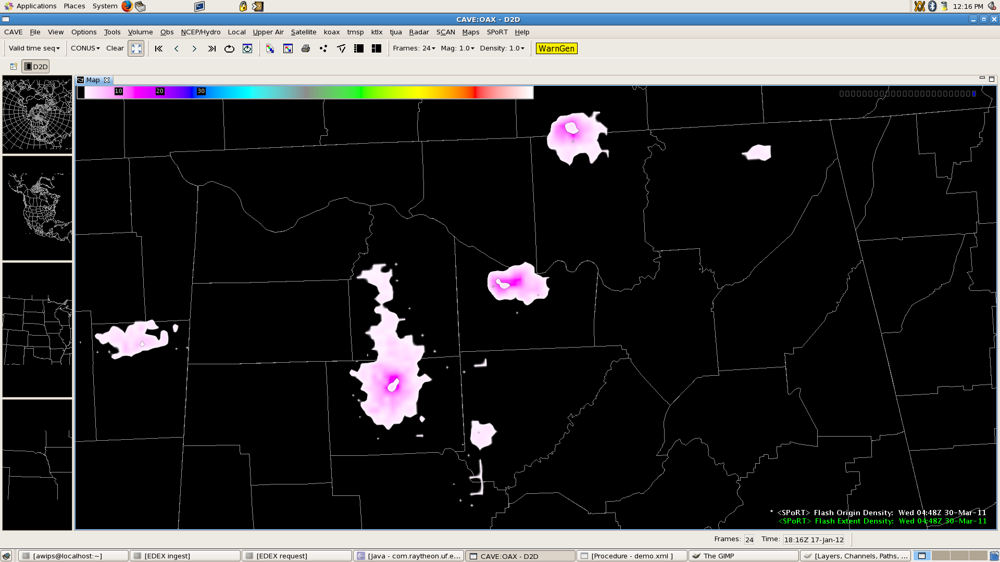 Applications Places System 12:16 PM
CAVE:OAX - D2D
CAVE File View Options Tools Volume Obs NCEP/Hydro Local Upper Air Satellite koax tmsp ktlx tjua Radar SCAN Maps SPoRT Help
Valid time seq CONUS Clear Frames: 24 Mag: 1.0 Density: 1.0 WarnGen
D2D
Map
10 20 30
* <SPoRT> Flash Origin Density: Wed 04:48Z 30-Mar-11
<SPoRT> Flash Extent Density: Wed 04:48Z 30-Mar-11
Frames: 24 Time: 18:16Z 17-Jan-12
[awips@localhost:~] [EDEX ingest] [EDEX request] [Java - com.raytheon.uf.e... CAVE:OAX - D2D [Procedure - demo.xml ] The GIMP [Layers, Channels, Paths, ...